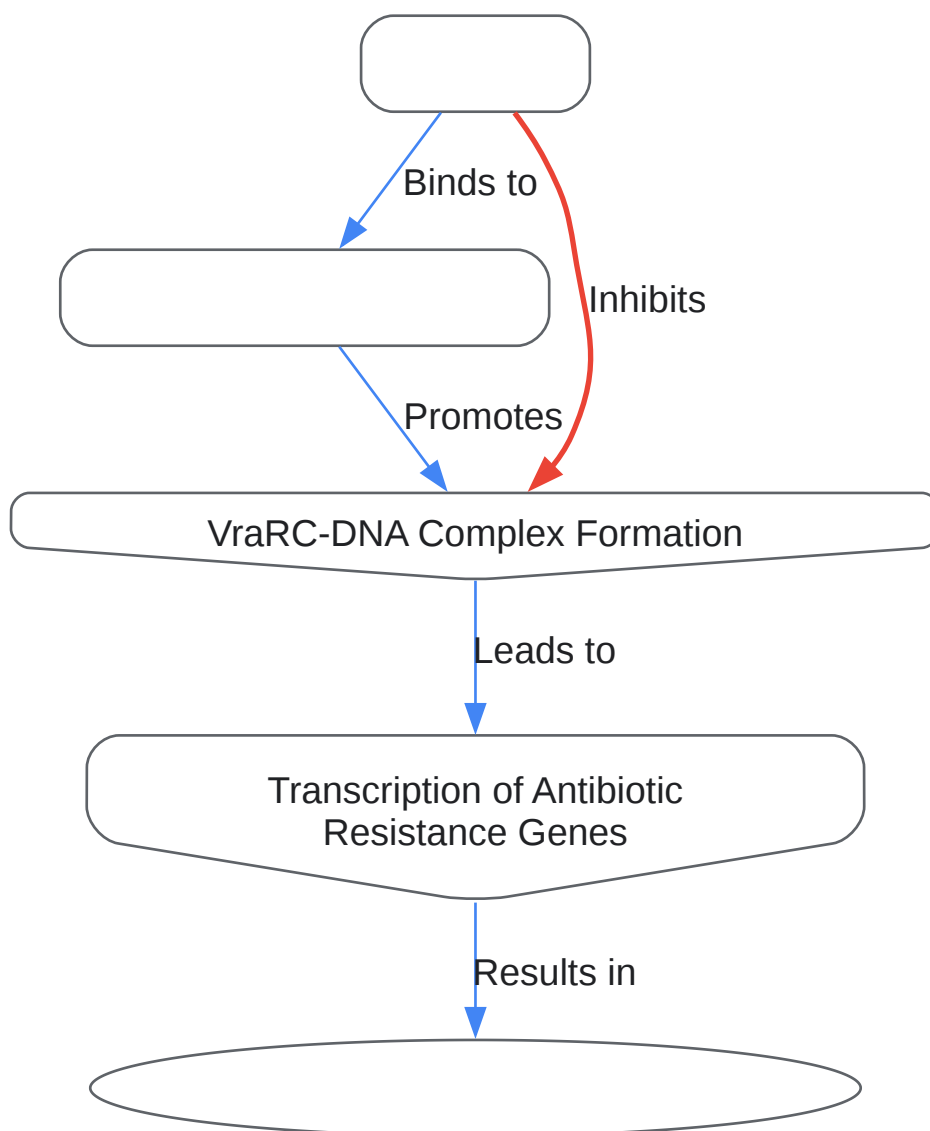 Binds to
Inhibits
Promotes
VraRC-DNA Complex Formation
Leads to
Transcription of Antibiotic
Resistance Genes
Results in